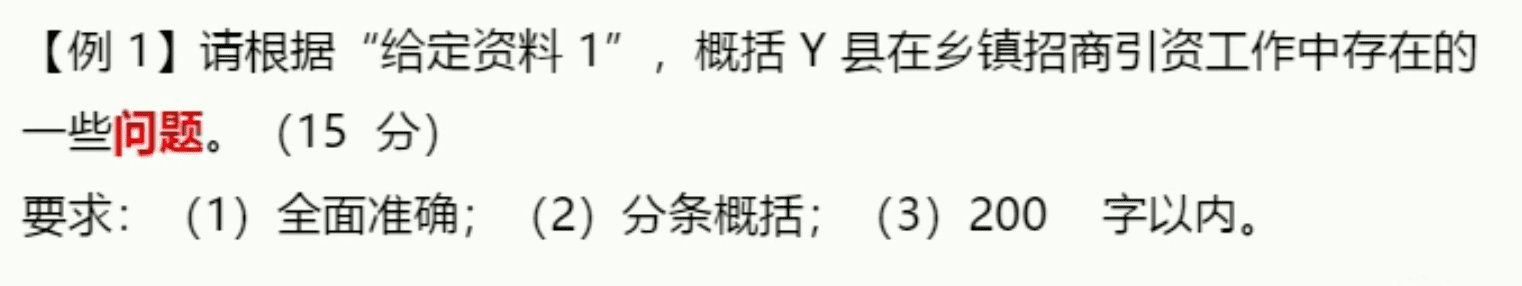 【例 1】请根据“给定资料 1”，概括 Y 县在乡镇招商引资工作中存在的
一些问题。（15 分）
要求：（1）全面准确；（2）分条概括；（3）200 字以内。